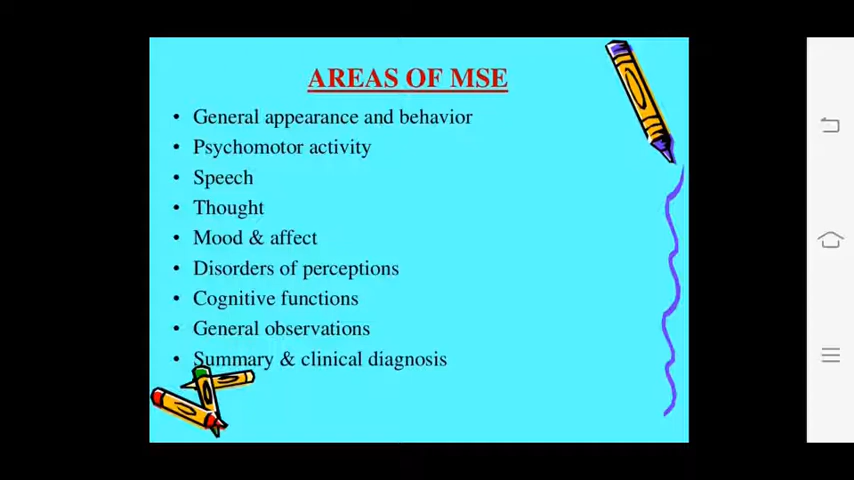 AREAS OF MSE
• General appearance and behavior
• Psychomotor activity
• Speech
• Thought
• Mood & affect
• Disorders of perceptions
• Cognitive functions
• General observations
• Summary & clinical diagnosis